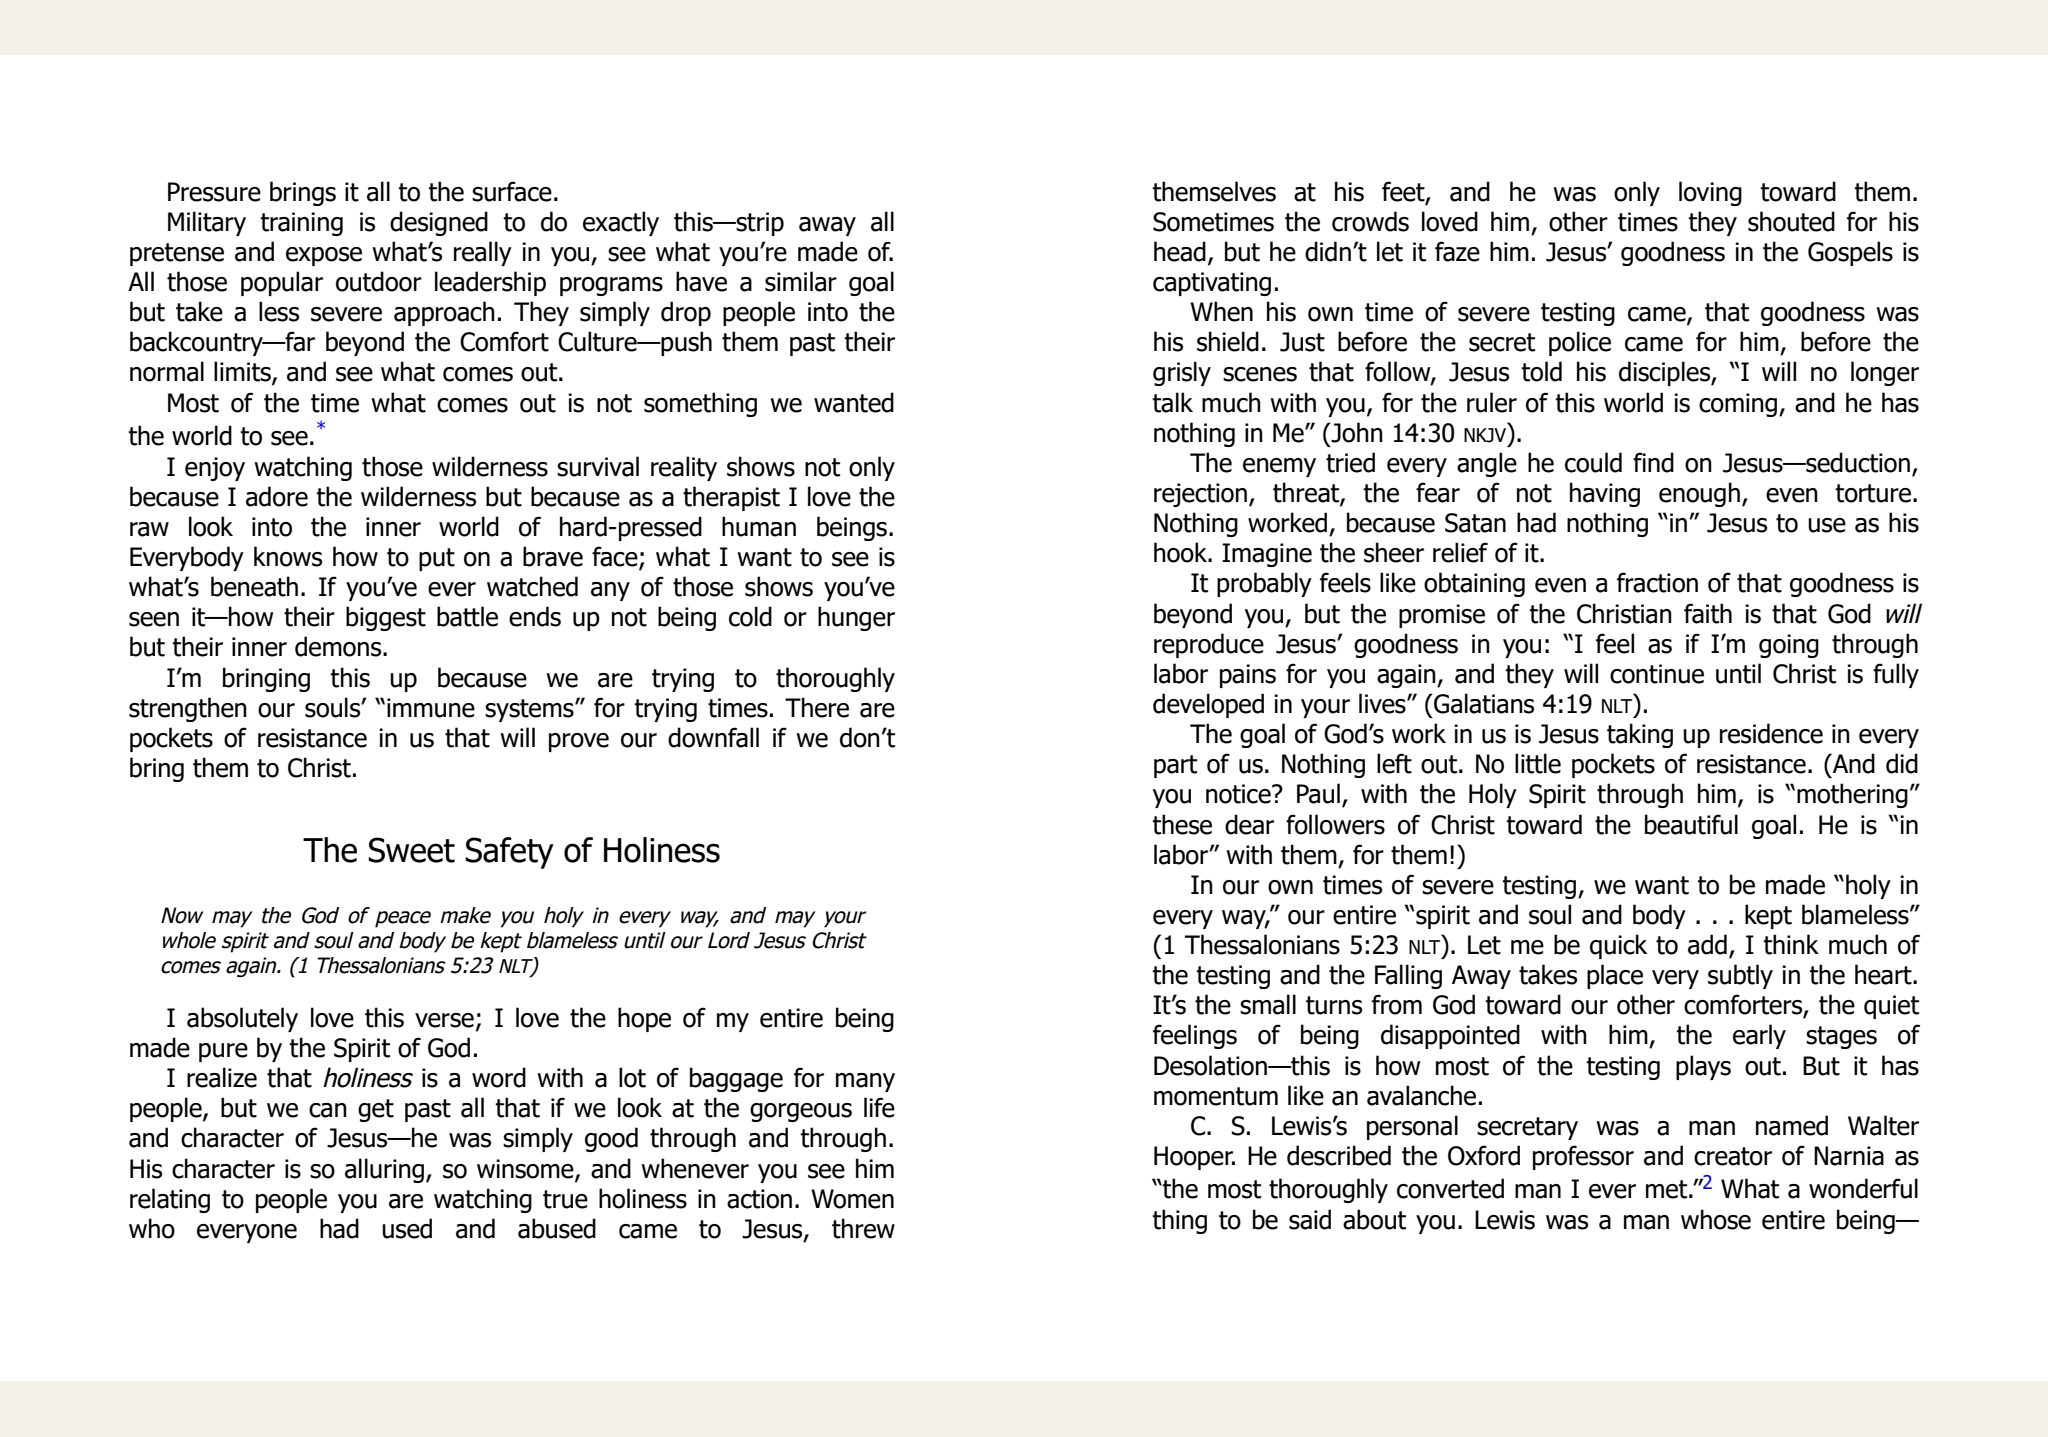 Pressure brings it all to the surface.
Military training is designed to do exactly this—strip away all
pretense and expose what’s really in you, see what you’re made of.
All those popular outdoor leadership programs have a similar goal
but take a less severe approach. They simply drop people into the
backcountry—far beyond the Comfort Culture—push them past their
normal limits, and see what comes out.
Most of the time what comes out is not something we wanted
the world to see.*
I enjoy watching those wilderness survival reality shows not only
because I adore the wilderness but because as a therapist I love the
raw look into the inner world of hard-pressed human beings.
Everybody knows how to put on a brave face; what I want to see is
what’s beneath. If you’ve ever watched any of those shows you’ve
seen it—how their biggest battle ends up not being cold or hunger
but their inner demons.
I’m bringing this up because we are trying to thoroughly
strengthen our souls’ “immune systems” for trying times. There are
pockets of resistance in us that will prove our downfall if we don’t
bring them to Christ.
The Sweet Safety of Holiness
Now may the God of peace make you holy in every way, and may your
whole spirit and soul and body be kept blameless until our Lord Jesus Christ
comes again. (1 Thessalonians 5:23 NLT)
I absolutely love this verse; I love the hope of my entire being
made pure by the Spirit of God.
I realize that holiness is a word with a lot of baggage for many
people, but we can get past all that if we look at the gorgeous life
and character of Jesus—he was simply good through and through.
His character is so alluring, so winsome, and whenever you see him
relating to people you are watching true holiness in action. Women
who everyone had used and abused came to Jesus, threw
themselves at his feet, and he was only loving toward them.
Sometimes the crowds loved him, other times they shouted for his
head, but he didn’t let it faze him. Jesus’ goodness in the Gospels is
captivating.
When his own time of severe testing came, that goodness was
his shield. Just before the secret police came for him, before the
grisly scenes that follow, Jesus told his disciples, “I will no longer
talk much with you, for the ruler of this world is coming, and he has
nothing in Me” (John 14:30 NKJV).
The enemy tried every angle he could find on Jesus—seduction,
rejection, threat, the fear of not having enough, even torture.
Nothing worked, because Satan had nothing “in” Jesus to use as his
hook. Imagine the sheer relief of it.
It probably feels like obtaining even a fraction of that goodness is
beyond you, but the promise of the Christian faith is that God will
reproduce Jesus’ goodness in you: “I feel as if I’m going through
labor pains for you again, and they will continue until Christ is fully
developed in your lives” (Galatians 4:19 NLT).
The goal of God’s work in us is Jesus taking up residence in every
part of us. Nothing left out. No little pockets of resistance. (And did
you notice? Paul, with the Holy Spirit through him, is “mothering”
these dear followers of Christ toward the beautiful goal. He is “in
labor” with them, for them!)
In our own times of severe testing, we want to be made “holy in
every way,” our entire “spirit and soul and body . . . kept blameless”
(1 Thessalonians 5:23 NLT). Let me be quick to add, I think much of
the testing and the Falling Away takes place very subtly in the heart.
It’s the small turns from God toward our other comforters, the quiet
feelings of being disappointed with him, the early stages of
Desolation—this is how most of the testing plays out. But it has
momentum like an avalanche.
C. S. Lewis’s personal secretary was a man named Walter
Hooper. He described the Oxford professor and creator of Narnia as
“the most thoroughly converted man I ever met.”2 What a wonderful
thing to be said about you. Lewis was a man whose entire being—